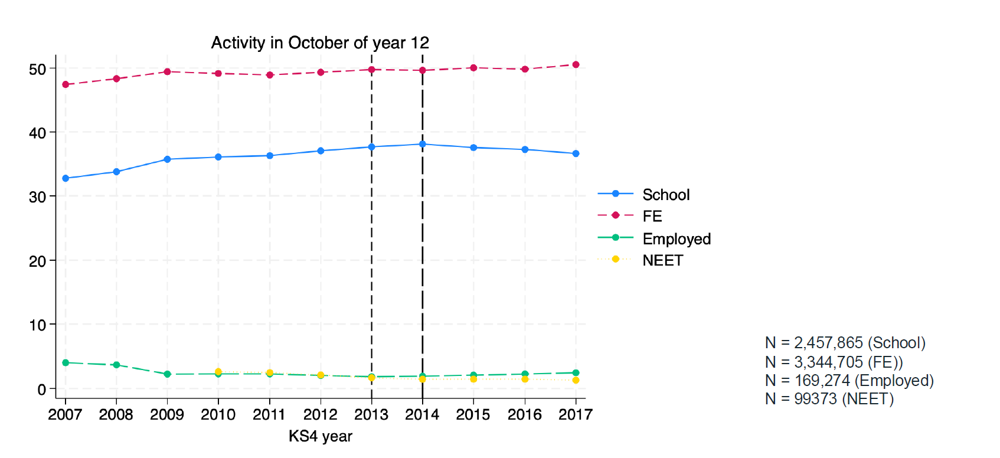 Activity in October of year 12
50
40
30
20
10
0
2007 2008 2009 2010 2011 2012 2013 2014 2015 2016 2017
KS4 year
School
FE
Employed
NEET
N = 2,457,865 (School)
N = 3,344,705 (FE))
N = 169,274 (Employed)
N = 99373 (NEET)